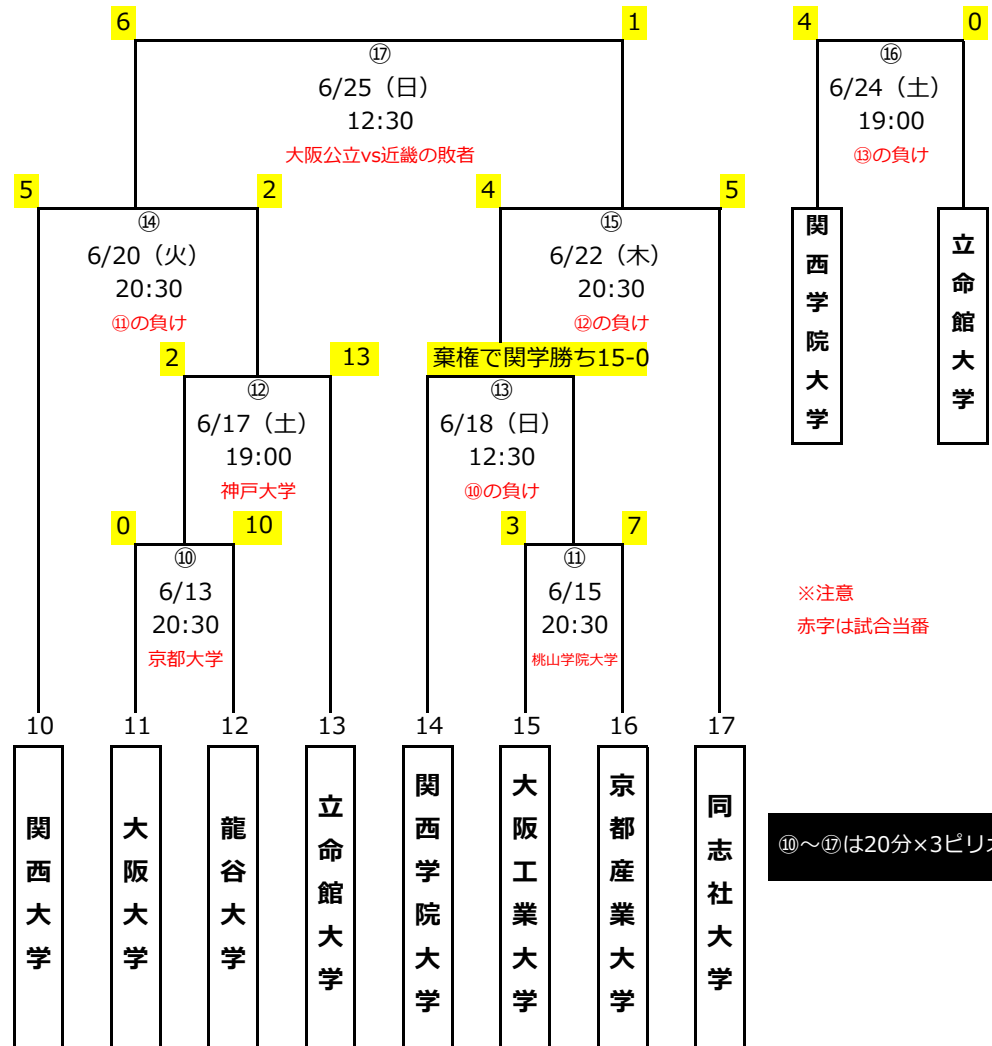 6 1 4 0
⑰
6/25（日）
12:30
大阪公立vs近畿の敗者
⑯
6/24（土）
19:00
⑬の負け
5 2 4 5
⑭
6/20（火）
20:30
⑪の負け
⑮
6/22（木）
20:30
⑫の負け
関西学院大学
立命館大学
2 13 棄権で関学勝ち15-0
⑫
6/17（土）
19:00
神戸大学
⑬
6/18（日）
12:30
⑩の負け
0 10 3 7
⑩
6/13
20:30
京都大学
⑪
6/15
20:30
桃山学院大学
※注意
赤字は試合当番
10 11 12 13 14 15 16 17
関西大学
大阪大学
龍谷大学
立命館大学
関西学院大学
大阪工業大学
京都産業大学
同志社大学
⑩～⑰は20分×3ピリ